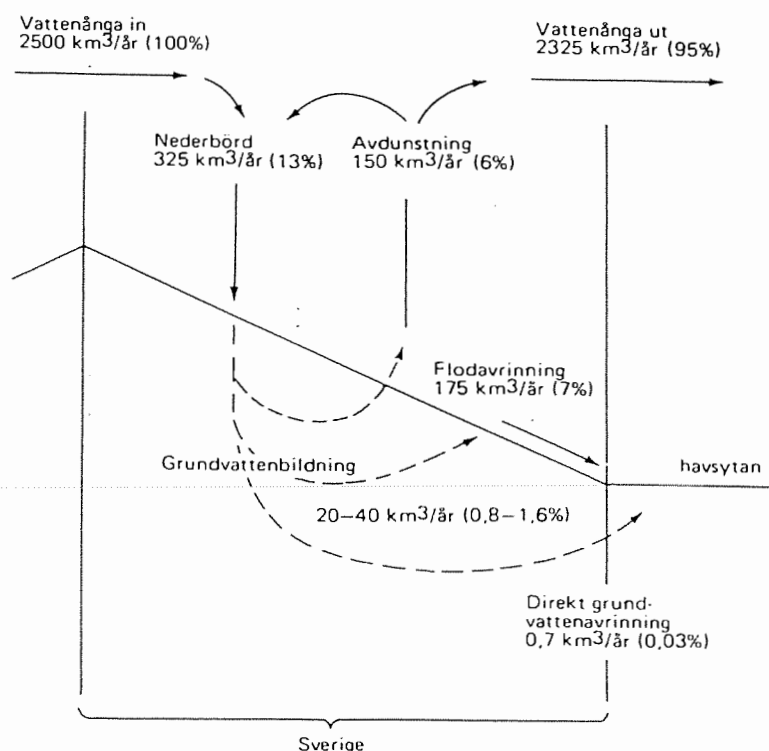 Vattenånga in
2500 km³/år (100%)
Vattenånga ut
2325 km³/år (95%)
Nederbörd
325 km³/år (13%)
Avdunstning
150 km³/år (6%)
Flodavrinning
175 km³/år (7%)
Grundvattenbildning
havsytan
20–40 km³/år (0,8–1,6%)
Direkt grund-
vattenavrinning
0,7 km³/år (0,03%)
Sverige